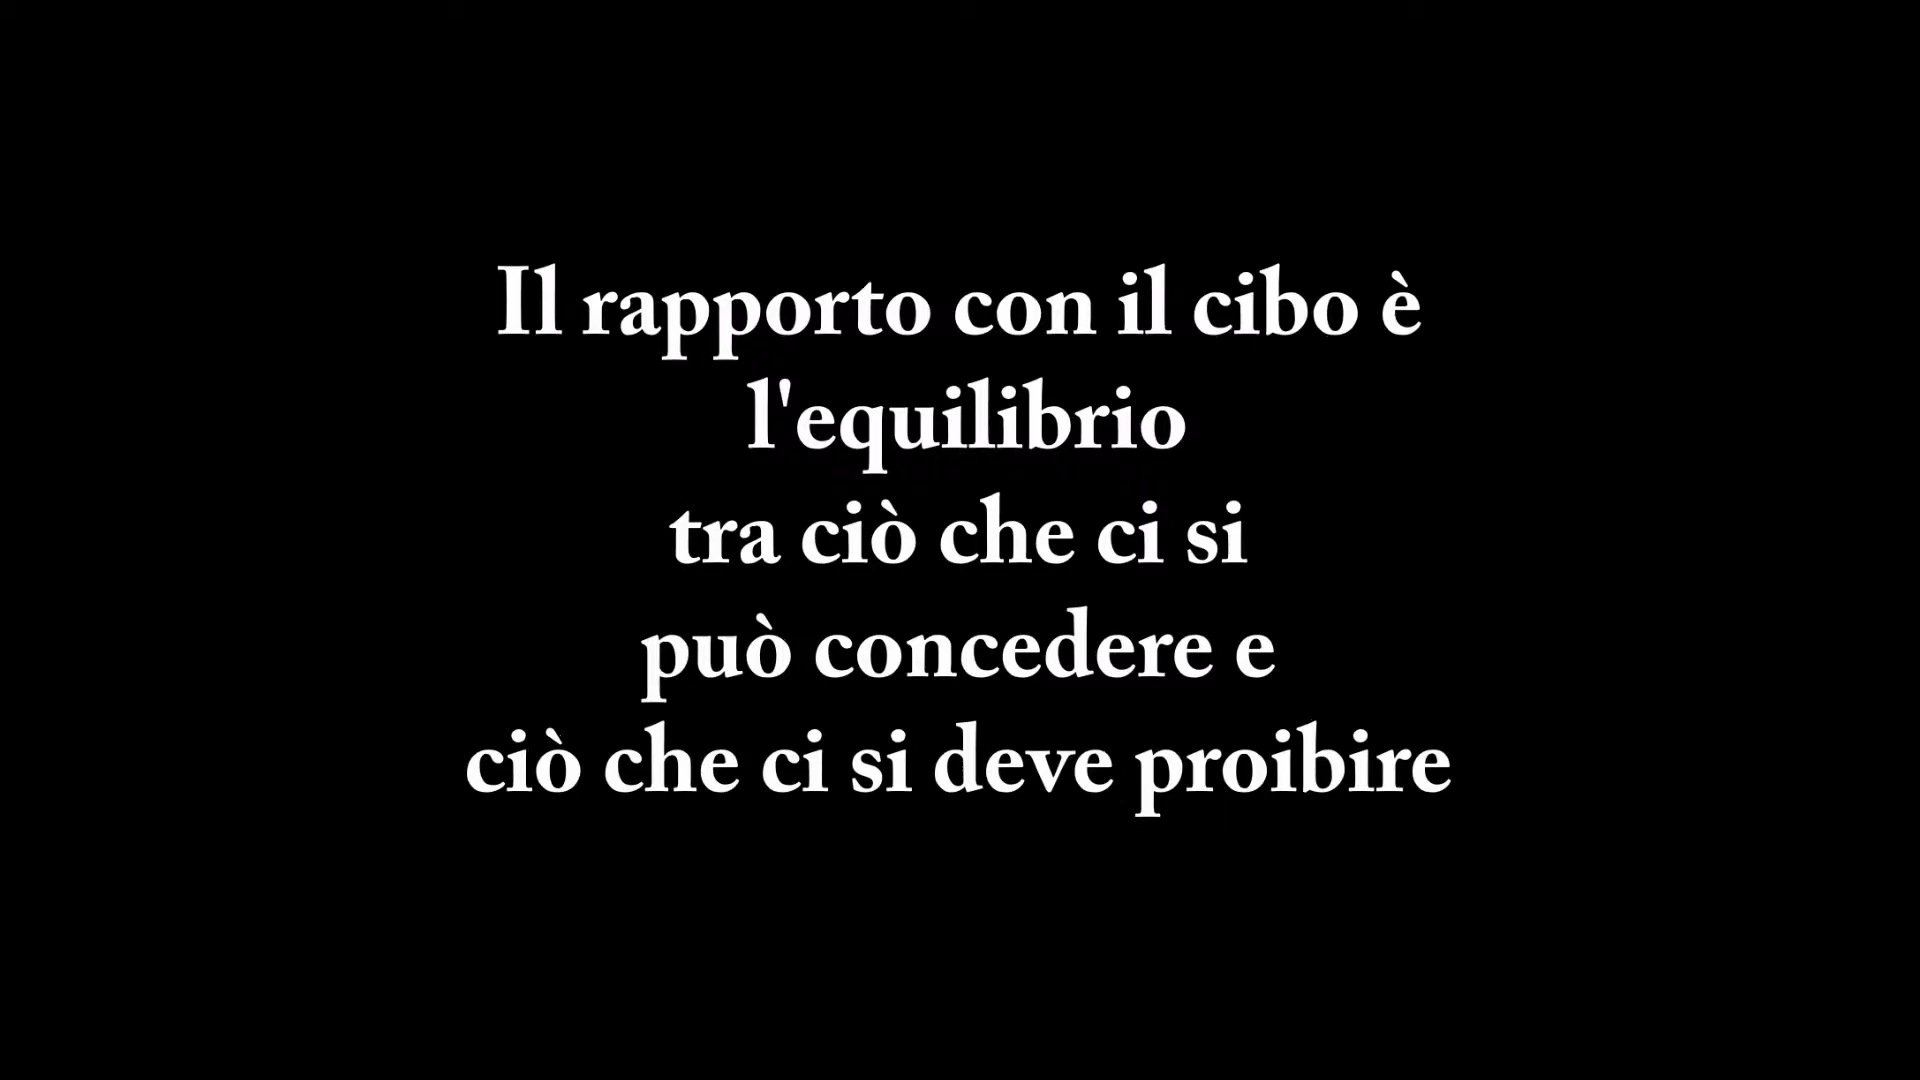 Il rapporto con il cibo è
l'equilibrio
tra ciò che ci si
può concedere e
ciò che ci si deve proibire